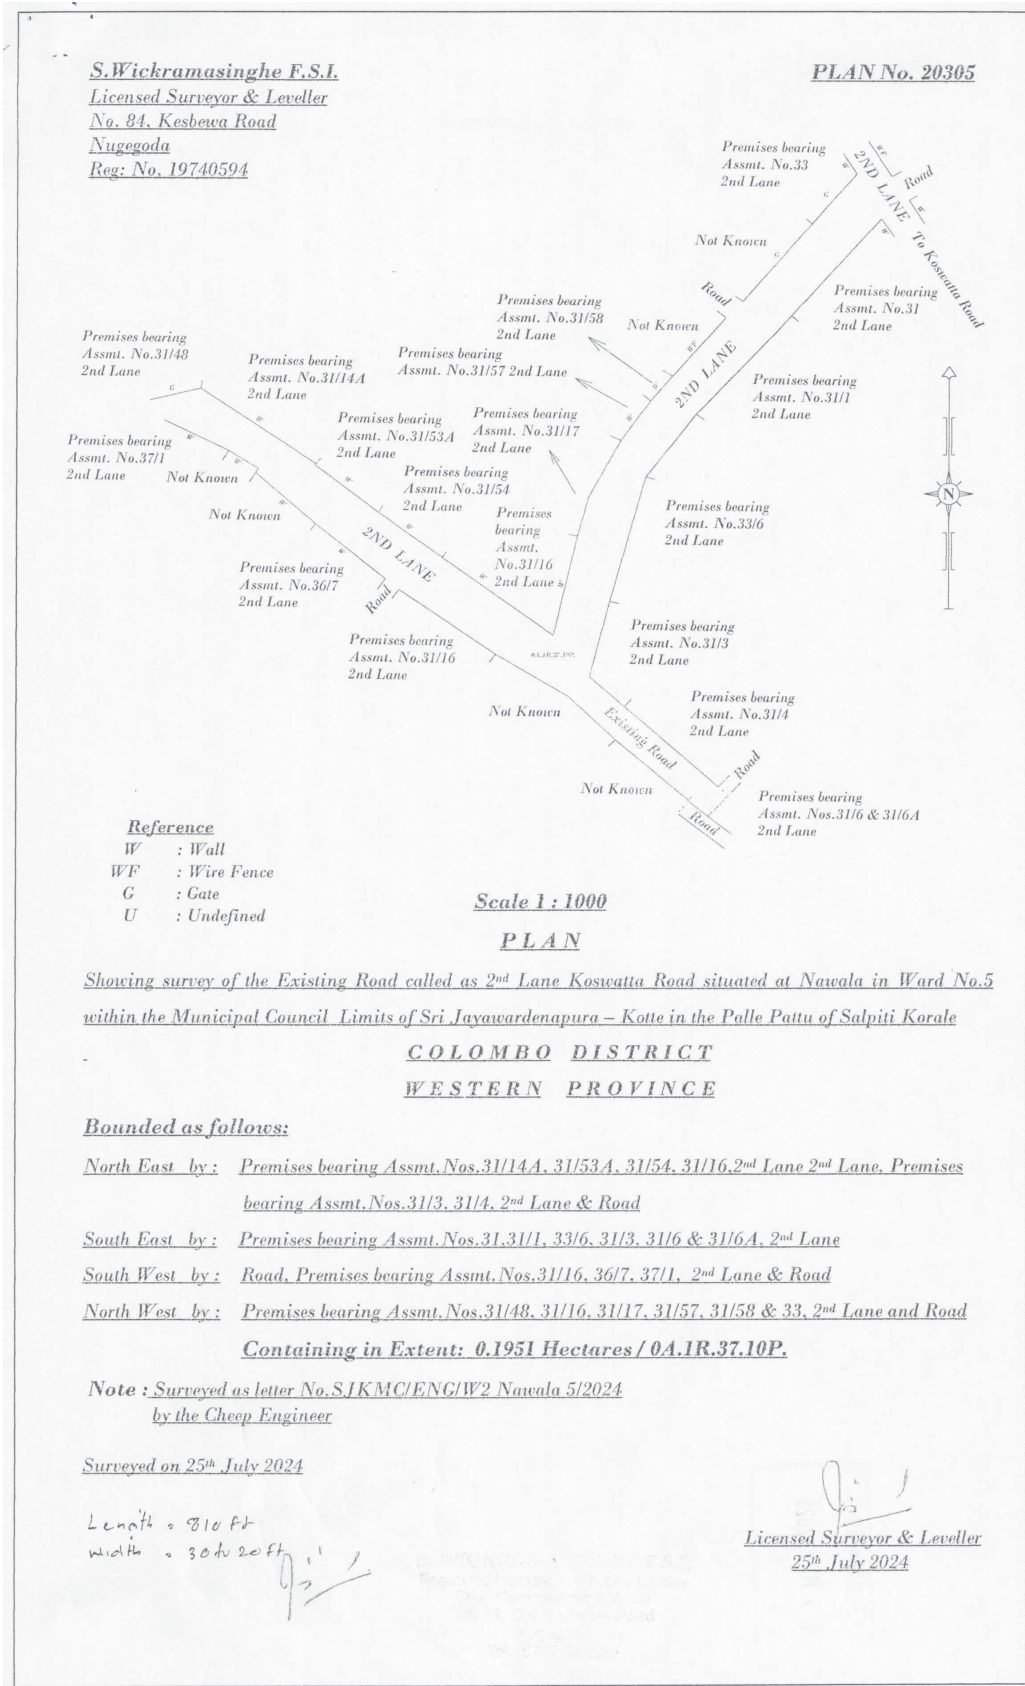 S.Wickramasinghe F.S.I.
Licensed Surveyor & Leveller
No. 84, Kesbewa Road
Nugegoda
Reg: No. 19740594
PLAN No. 20305
Premises bearing
Assmt. No.33
2nd Lane
W
WF
2ND LANE
Road
W
W
To Koswatta Road
G
Not Known
G
Road
Premises bearing
Assmt. No.31
2nd Lane
Premises bearing
Assmt. No.31/58
2nd Lane
Not Known
WF
2ND LANE
Premises bearing
Assmt. No.31/57 2nd Lane
Premises bearing
Assmt. No.31/48
2nd Lane
G
Premises bearing
Assmt. No.31/14A
2nd Lane
W
Premises bearing
Assmt. No.31/1
2nd Lane
Premises bearing
Assmt. No.31/53A
2nd Lane
Premises bearing
Assmt. No.31/17
2nd Lane
W
Premises bearing
Assmt. No.37/1
2nd Lane
W
W
Not Known
Premises bearing
Assmt. No.31/54
2nd Lane
W
Not Known
W
2ND LANE
Premises
bearing
Assmt.
No.31/16
2nd Lane
Premises bearing
Assmt. No.33/6
2nd Lane
W
W
Premises bearing
Assmt. No.36/7
2nd Lane
Road
Premises bearing
Assmt. No.31/16
2nd Lane
0A.1R.37.10P.
Premises bearing
Assmt. No.31/3
2nd Lane
N
Not Known
Existing Road
Premises bearing
Assmt. No.31/4
2nd Lane
Road
Not Known
Road
Premises bearing
Assmt. Nos.31/6 & 31/6A
2nd Lane
Reference
W : Wall
WF : Wire Fence
G : Gate
U : Undefined
Scale 1 : 1000
PLAN
Showing survey of the Existing Road called as 2nd Lane Koswatta Road situated at Nawala in Ward No.5
within the Municipal Council Limits of Sri Jayawardenapura – Kotte in the Palle Pattu of Salpiti Korale
COLOMBO DISTRICT
WESTERN PROVINCE
Bounded as follows:
North East by : Premises bearing Assmt.Nos.31/14A, 31/53A, 31/54, 31/16,2nd Lane 2nd Lane, Premises
bearing Assmt.Nos.31/3, 31/4, 2nd Lane & Road
South East by : Premises bearing Assmt.Nos.31,31/1, 33/6, 31/3, 31/6 & 31/6A, 2nd Lane
South West by : Road, Premises bearing Assmt.Nos.31/16, 36/7, 37/1, 2nd Lane & Road
North West by : Premises bearing Assmt.Nos.31/48, 31/16, 31/17, 31/57, 31/58 & 33, 2nd Lane and Road
Containing in Extent: 0.1951 Hectares / 0A.1R.37.10P.
Note : Surveyed as letter No.SJKMC/ENG/W2 Nawala 5/2024
by the Cheep Engineer
Surveyed on 25th July 2024
Length = 810 ft
Width = 30 to 20 ft
Licensed Surveyor & Leveller
25th July 2024